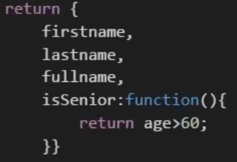 return {
    firstname,
    lastname,
    fullname,
    isSenior:function(){
        return age>60;
    }}